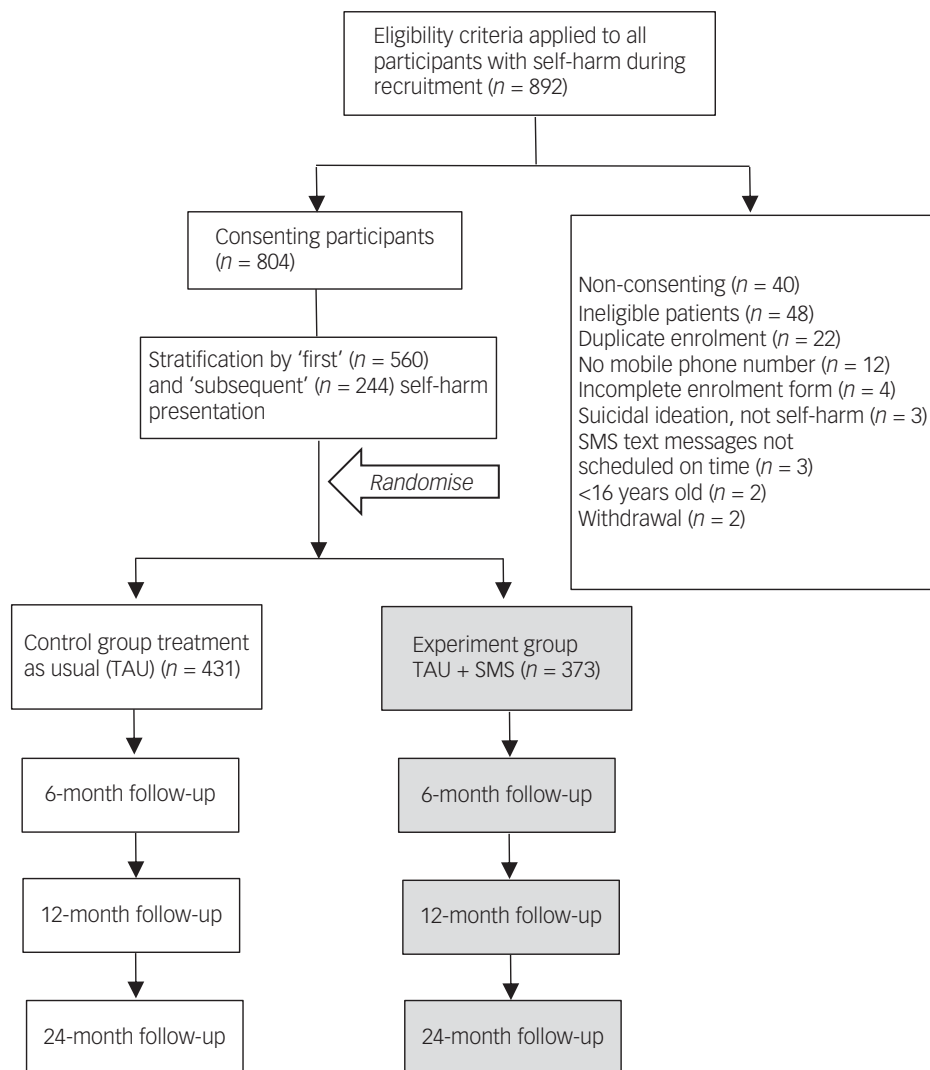 Eligibility criteria applied to all
participants with self-harm during
recruitment (n = 892)
Consenting participants
(n = 804)
Non-consenting (n = 40)
Ineligible patients (n = 48)
Duplicate enrolment (n = 22)
No mobile phone number (n = 12)
Incomplete enrolment form (n = 4)
Suicidal ideation, not self-harm (n = 3)
SMS text messages not
scheduled on time (n = 3)
<16 years old (n = 2)
Withdrawal (n = 2)
Stratification by ‘first’ (n = 560)
and ‘subsequent’ (n = 244) self-harm
presentation
Randomise
Control group treatment
as usual (TAU) (n = 431)
Experiment group
TAU + SMS (n = 373)
6-month follow-up
6-month follow-up
12-month follow-up
12-month follow-up
24-month follow-up
24-month follow-up